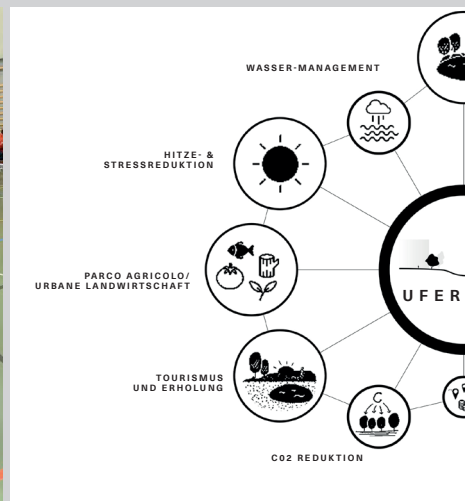 WASSER-MANAGEMENT
HITZE- &
STRESSREDUKTION
PARCO AGRICOLO/
URBANE LANDWIRTSCHAFT
UFER
TOURISMUS
UND ERHOLUNG
C
C02 REDUKTION